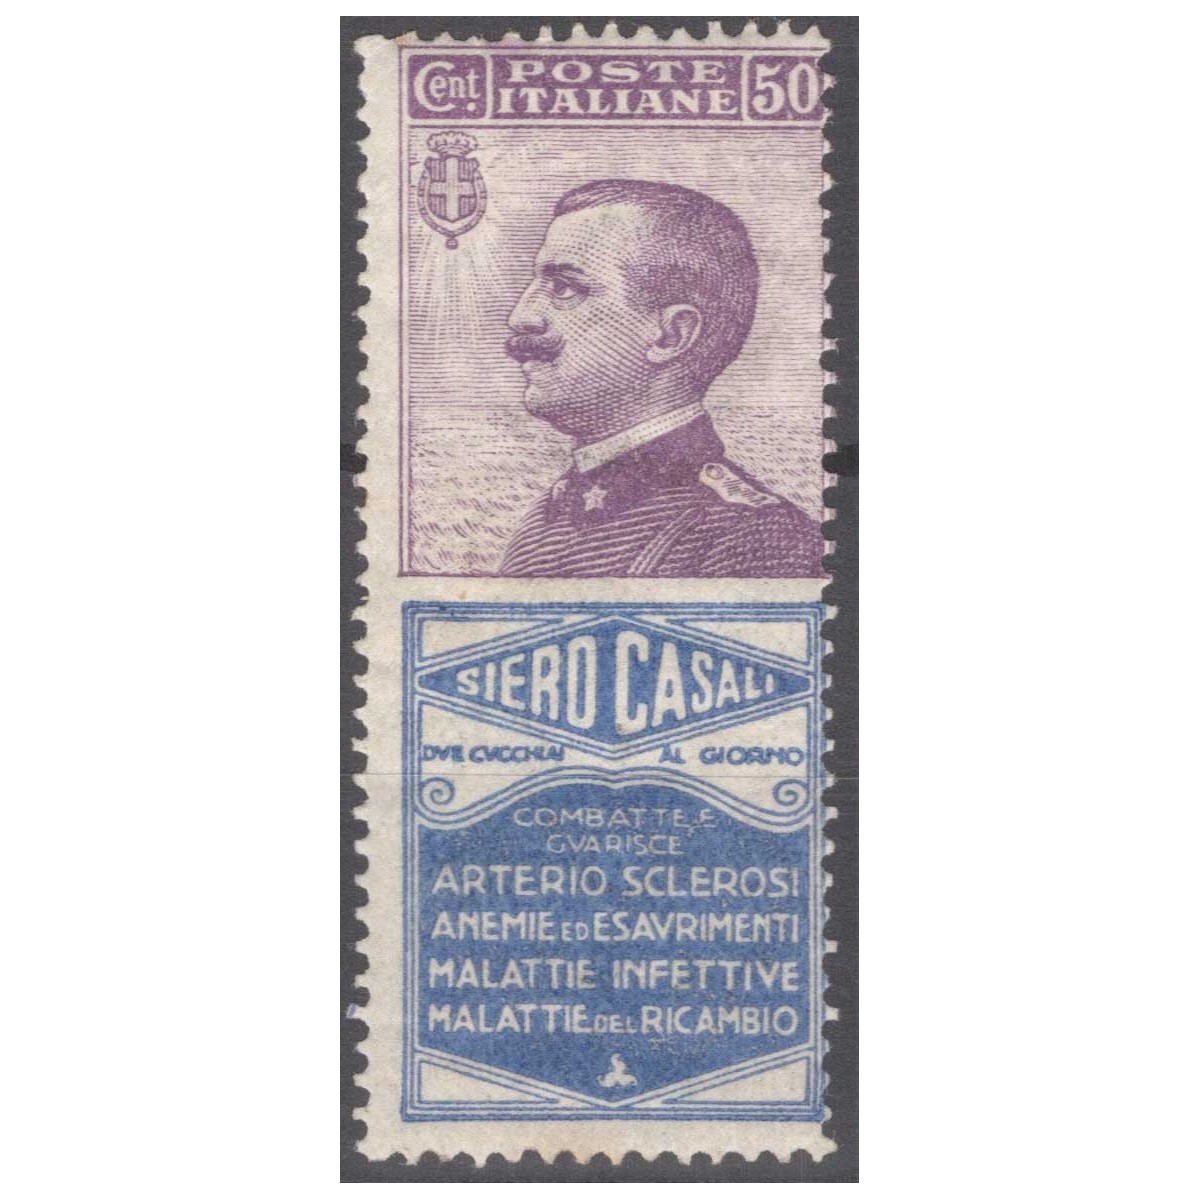 Cent. POSTE ITALIANE 50
SIERO CASALI
DVE CVCCHIAI AL GIORNO
COMBATTE E
GVARISCE
ARTERIO SCLEROSI
ANEMIE ED ESAVRIMENTI
MALATTIE INFETTIVE
MALATTIE DEL RICAMBIO